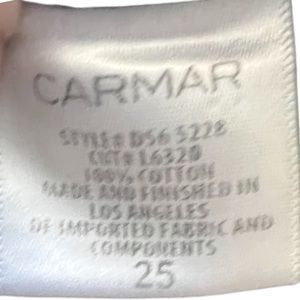 CARMAR
STYLE# DS6 5228
CUT# L6320
100% COTTON
MADE AND FINISHED IN
LOS ANGELES
OF IMPORTED FABRIC AND
COMPONENTS
25